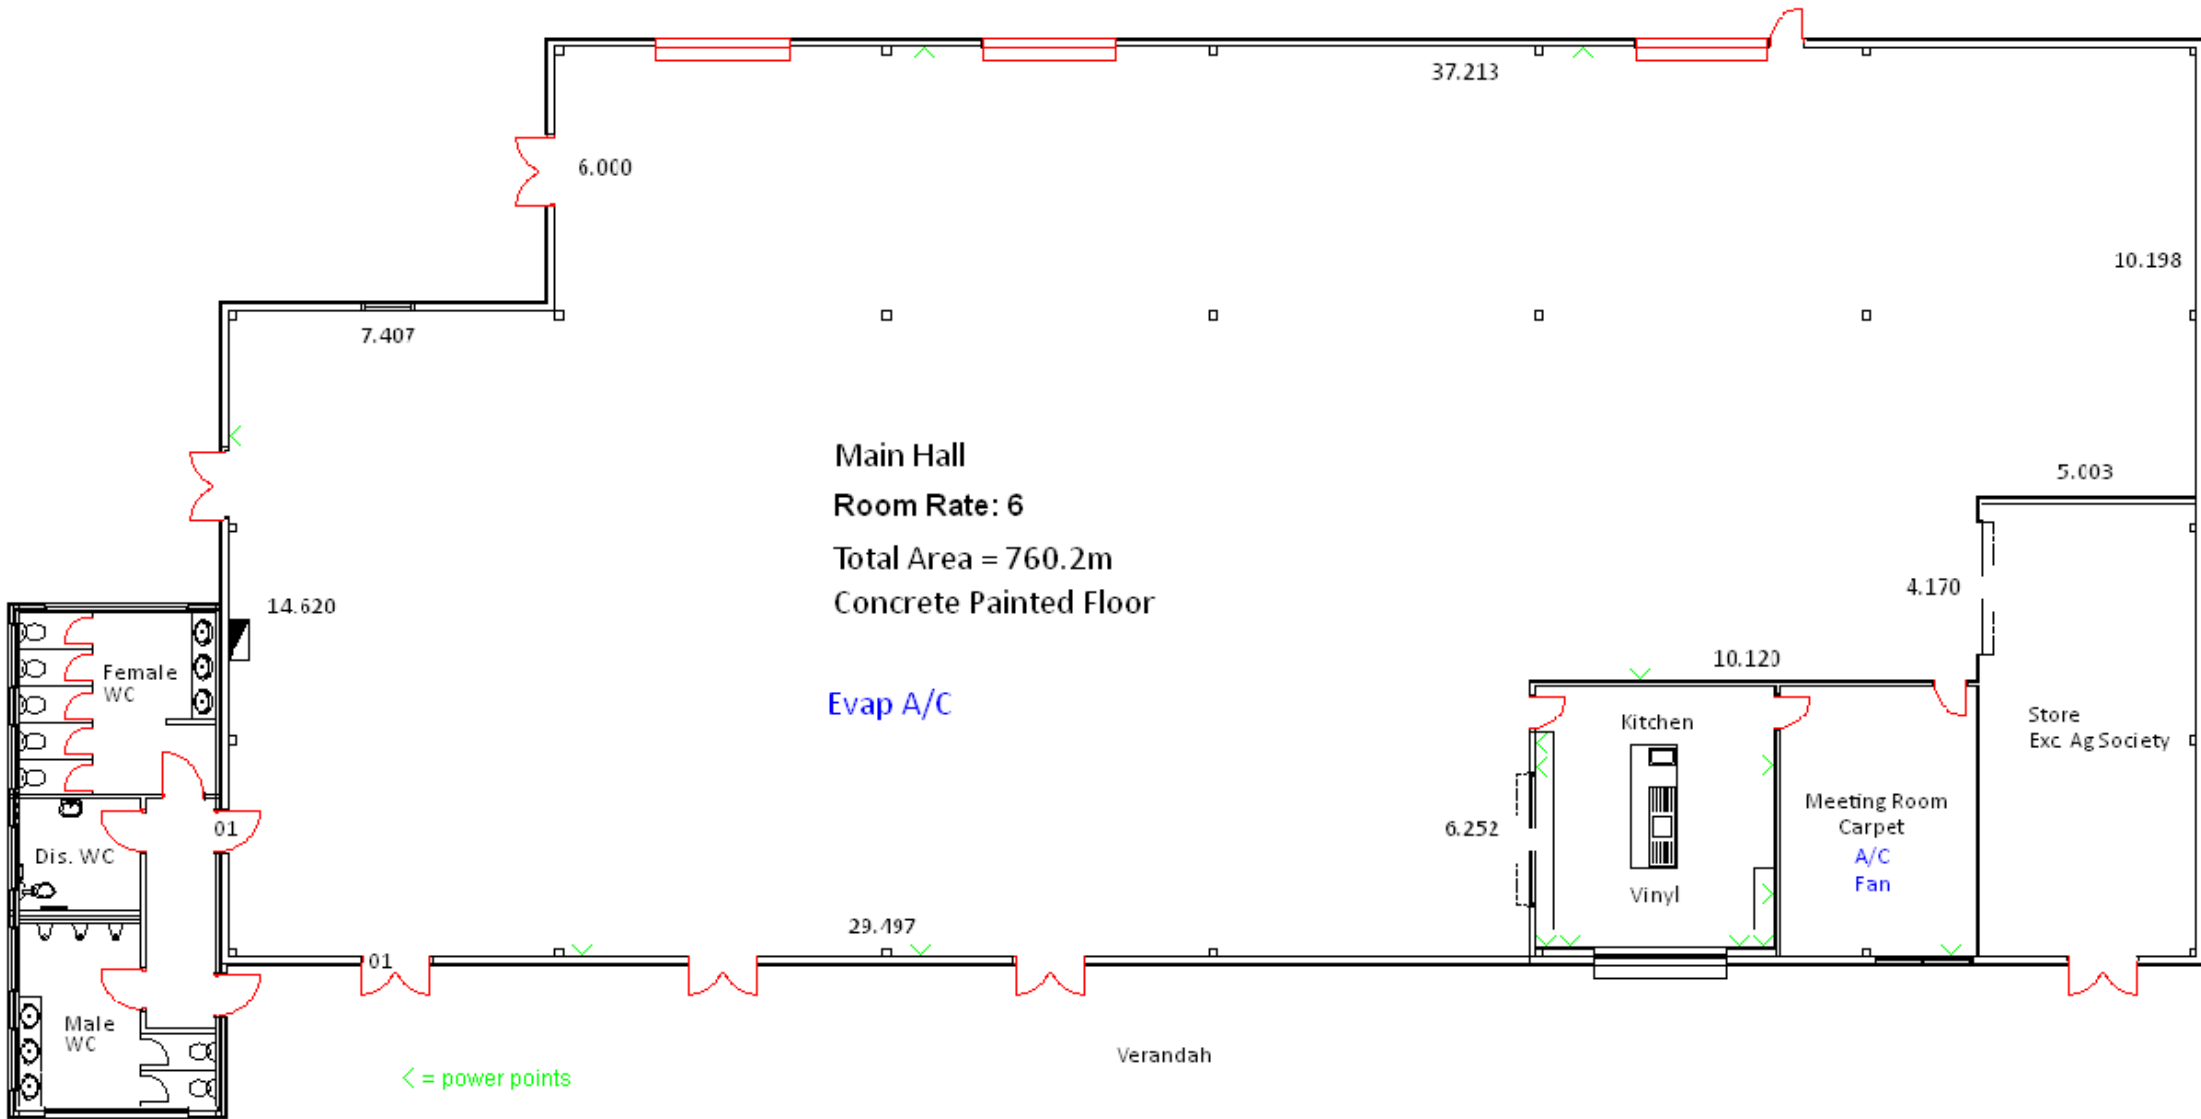 37.213
6.000
10.198
7.407
Main Hall
Room Rate: 6
Total Area = 760.2m
Concrete Painted Floor
5.003
4.170
14.620
10.120
Female
WC
Evap A/C
Kitchen
Store
Exc. Ag Society
Meeting Room
Carpet
A/C
Fan
01
6.252
Dis. WC
Vinyl
29.497
01
Male
WC
Verandah
< = power points